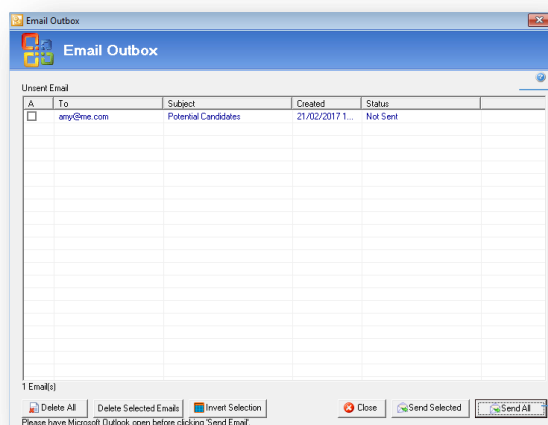 Email Outbox
Email Outbox
Unsent Email
A To Subject Created Status
amy@me.com Potential Candidates 21/02/2017 1... Not Sent
1 Email(s)
Delete All Delete Selected Emails Invert Selection Close Send Selected Send All
Please have Microsoft Outlook open before clicking 'Send Email'